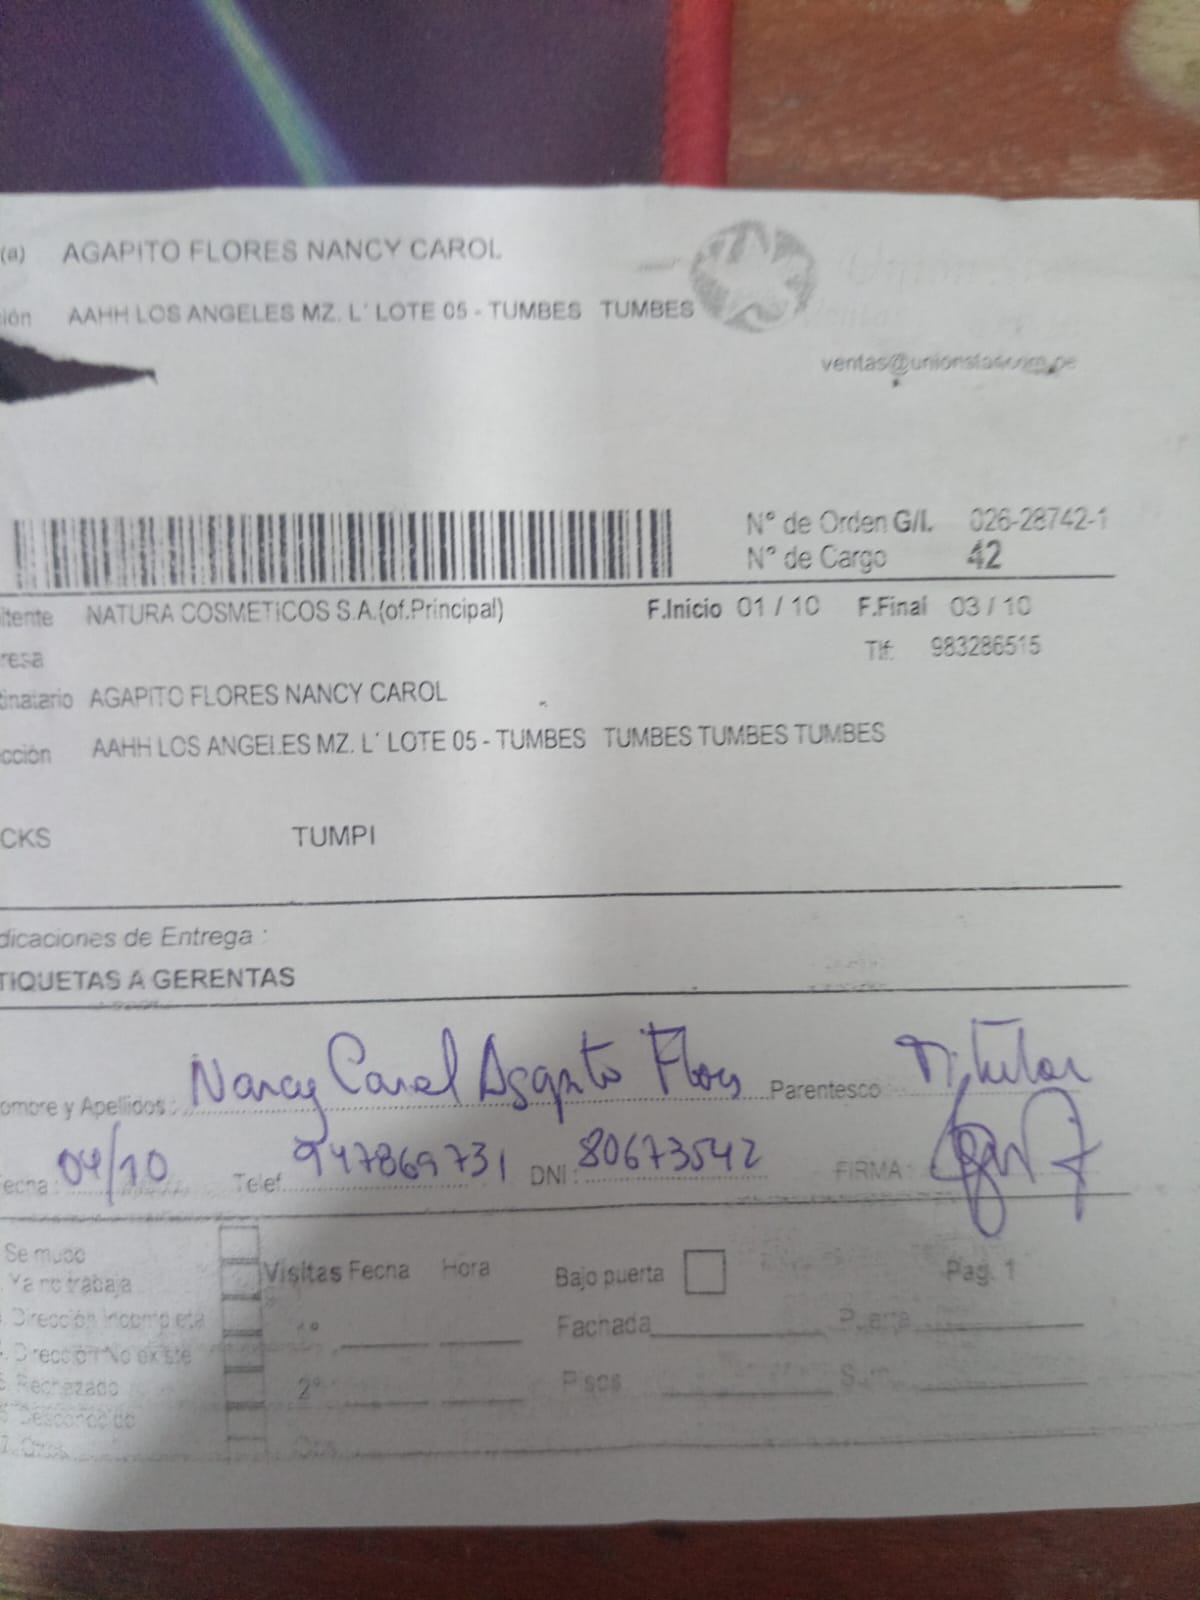 (a) AGAPITO FLORES NANCY CAROL
ión AAHH LOS ANGELES MZ. L' LOTE 05 - TUMBES TUMBES
N° de Orden G/I. 026-28742-1
N° de Cargo 42
itente NATURA COSMETICOS S.A.(of.Principal) F.Inicio 01 / 10 F.Final 03 / 10
resa Tlf: 983286515
tinatario AGAPITO FLORES NANCY CAROL
cción AAHH LOS ANGELES MZ. L' LOTE 05 - TUMBES TUMBES TUMBES TUMBES
CKS TUMPI
dicaciones de Entrega :
TIQUETAS A GERENTAS
ombre y Apellidos : Nancy Carol Agapito Flores Parentesco Titular
echa : 04/10 Telef. 947869731 DNI : 80673542 FIRMA :
Se mudo
Ya no trabaja Visitas Fecha Hora Bajo puerta Pag. 1
Dirección incompleta 1° Fachada Puerta
. Dirección No existe
5. Rechazado 2° Pisos
6 Desconocido
7. Otros